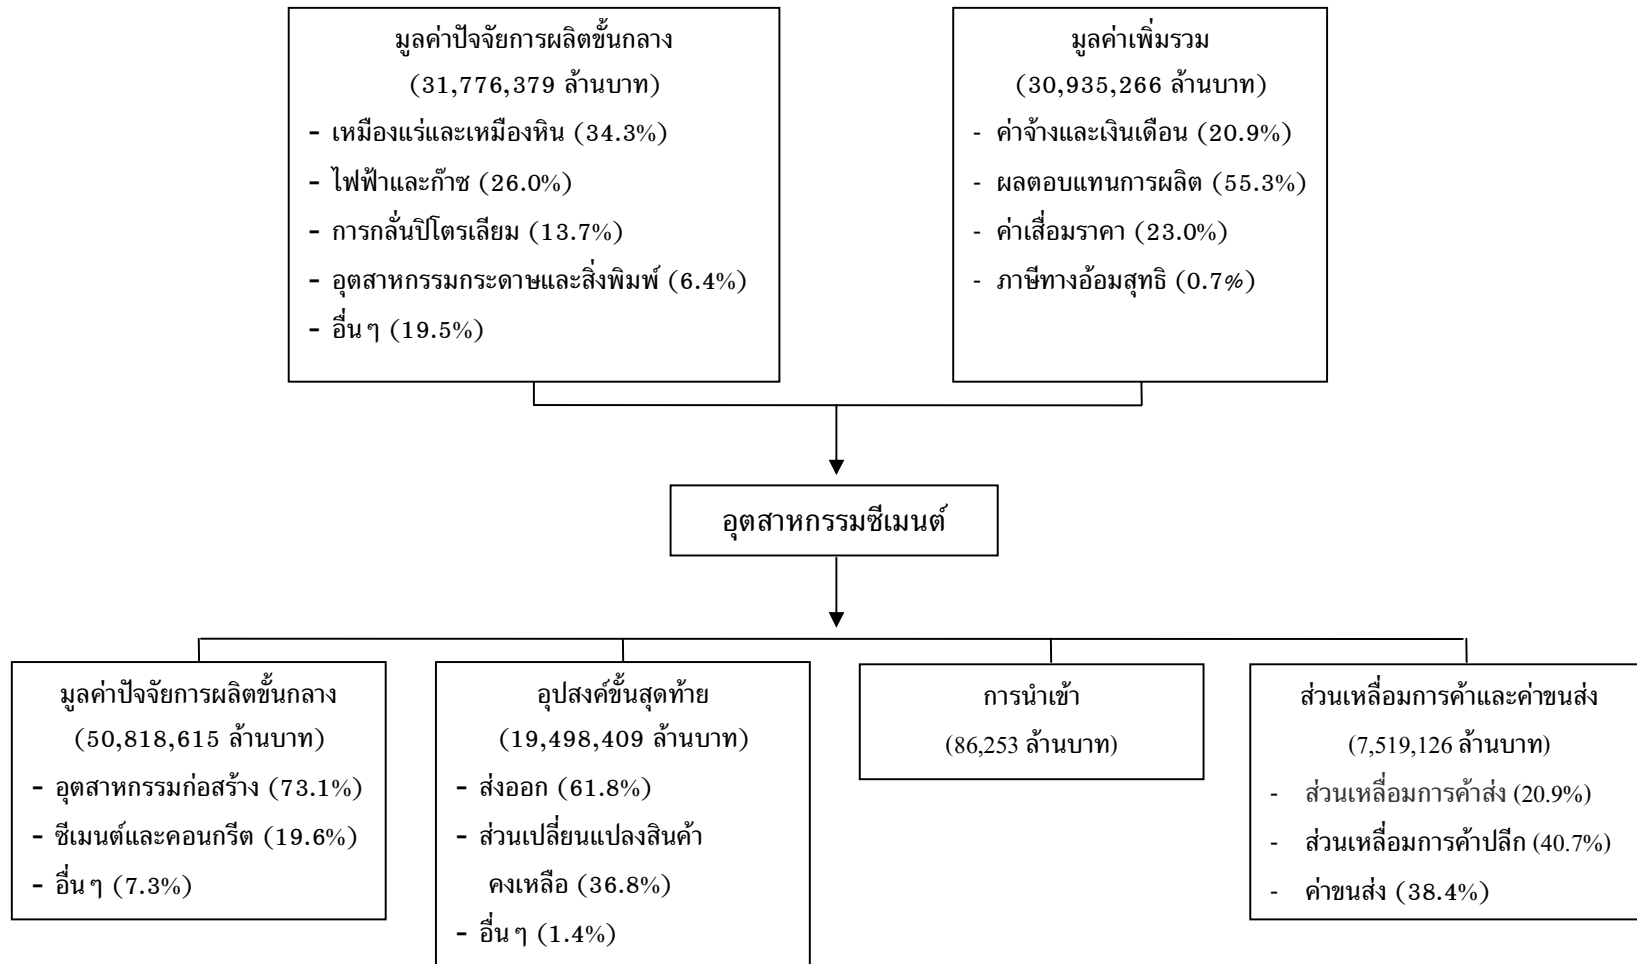 มูลค่าปัจจัยการผลิตขั้นกลาง
(31,776,379 ล้านบาท)
- เหมืองแร่และเหมืองหิน (34.3%)
- ไฟฟ้าและก๊าซ (26.0%)
- การกลั่นปิโตรเลียม (13.7%)
- อุตสาหกรรมกระดาษและสิ่งพิมพ์ (6.4%)
- อื่นๆ (19.5%)
มูลค่าเพิ่มรวม
(30,935,266 ล้านบาท)
- ค่าจ้างและเงินเดือน (20.9%)
- ผลตอบแทนการผลิต (55.3%)
- ค่าเสื่อมราคา (23.0%)
- ภาษีทางอ้อมสุทธิ (0.7%)
อุตสาหกรรมซีเมนต์
มูลค่าปัจจัยการผลิตขั้นกลาง
(50,818,615 ล้านบาท)
- อุตสาหกรรมก่อสร้าง (73.1%)
- ซีเมนต์และคอนกรีต (19.6%)
- อื่นๆ (7.3%)
อุปสงค์ขั้นสุดท้าย
(19,498,409 ล้านบาท)
- ส่งออก (61.8%)
- ส่วนเปลี่ยนแปลงสินค้า
คงเหลือ (36.8%)
- อื่นๆ (1.4%)
การนำเข้า
(86,253 ล้านบาท)
ส่วนเหลื่อมการค้าและค่าขนส่ง
(7,519,126 ล้านบาท)
- ส่วนเหลื่อมการค้าส่ง (20.9%)
- ส่วนเหลื่อมการค้าปลีก (40.7%)
- ค่าขนส่ง (38.4%)